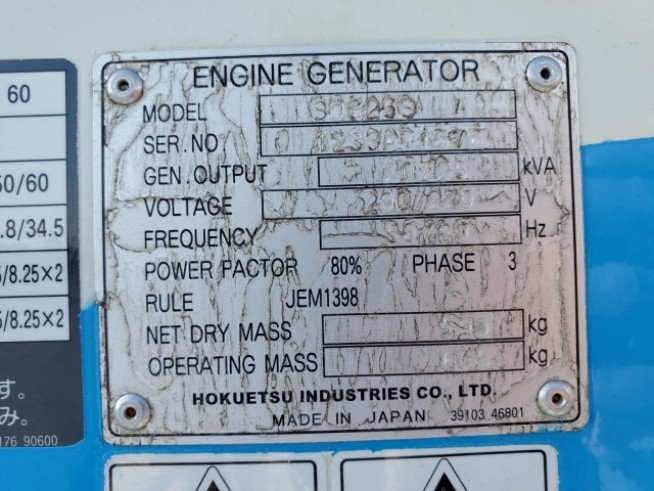 60
50/60
.8/34.5
5/8.25×2
5/8.25×2
す。
み。
176 90600
ENGINE GENERATOR
MODEL
SER.NO
GEN.OUTPUT kVA
VOLTAGE V
FREQUENCY Hz
POWER FACTOR 80% PHASE 3
RULE JEM1398
NET DRY MASS kg
OPERATING MASS kg
HOKUETSU INDUSTRIES CO., LTD.
MADE IN JAPAN 39103 46801